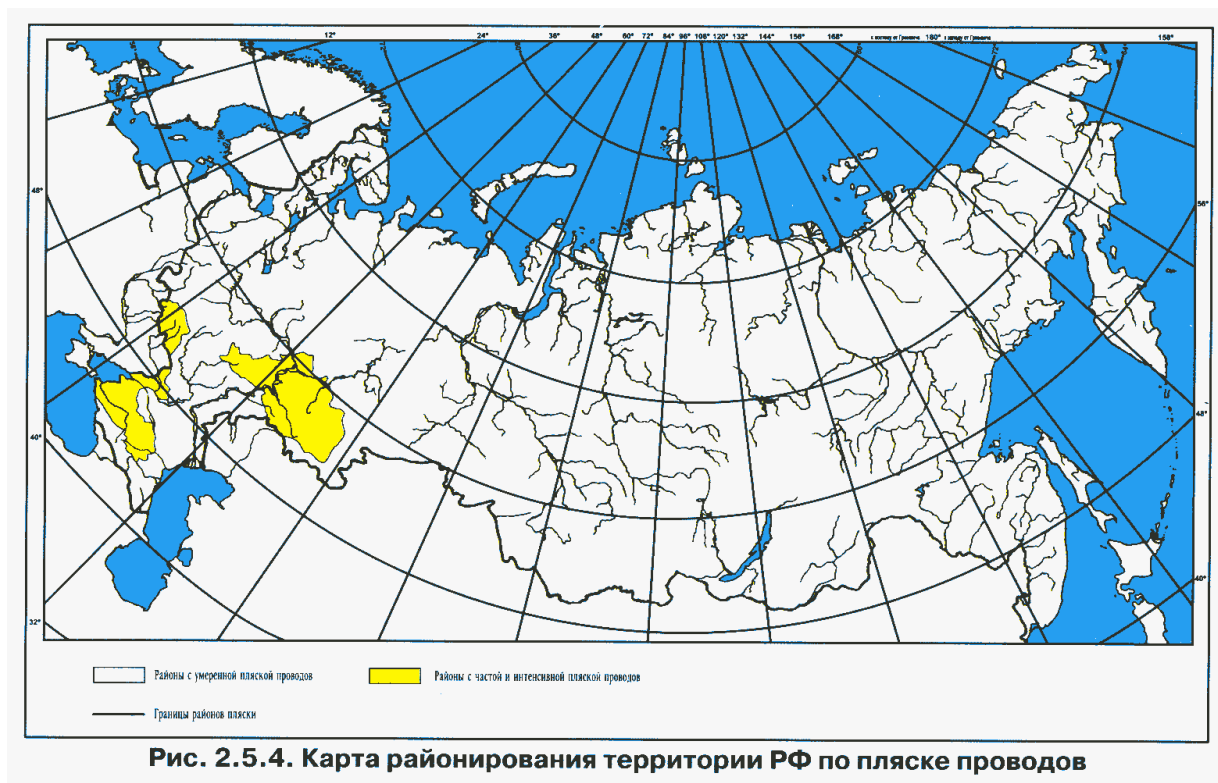 12° 24° 36° 48° 60° 72° 84° 96° 108° 120° 132° 144° 156° 168° 180° 168°
48°
56°
48°
40°
40°
32°
Районы с умеренной пляской проводов
Районы с частой и интенсивной пляской проводов
Границы районов пляски
Рис. 2.5.4. Карта районирования территории РФ по пляске проводов